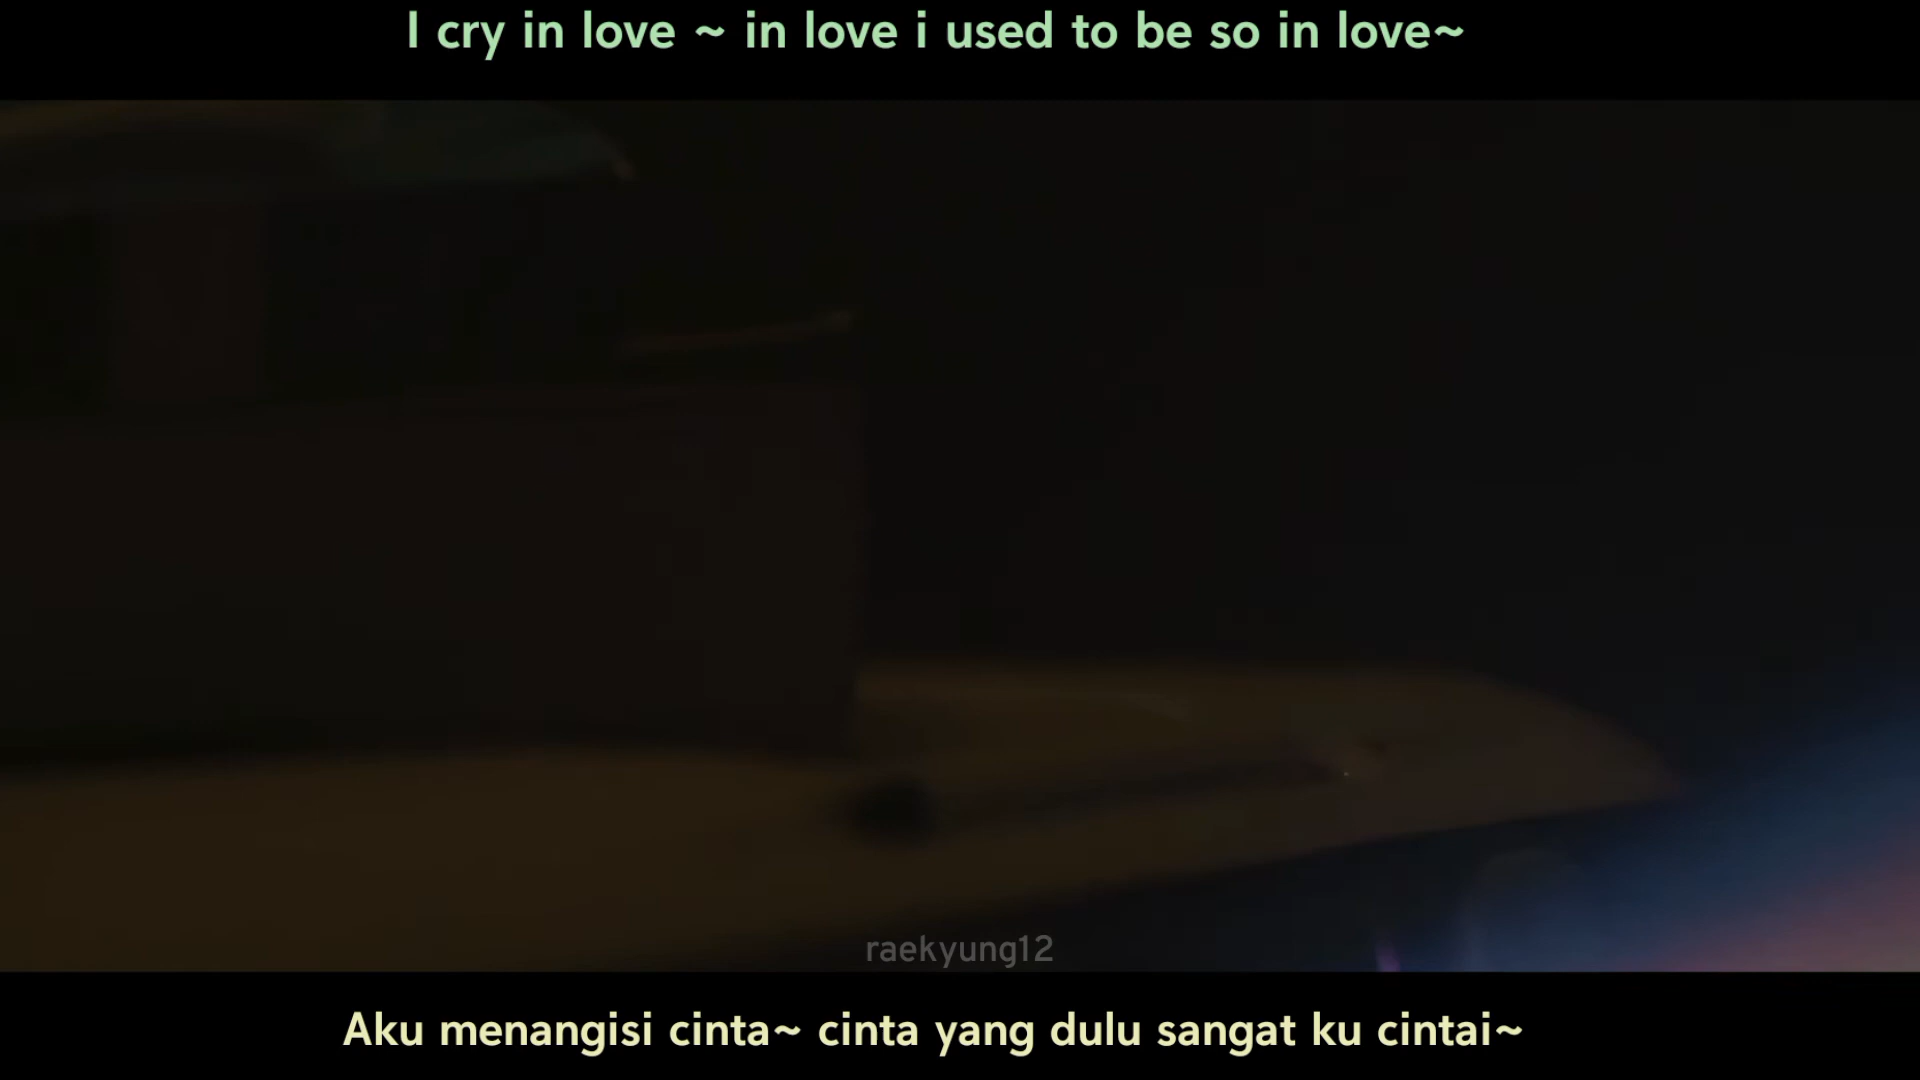 I cry in love ~ in love i used to be so in love~
raekyung12
Aku menangisi cinta~ cinta yang dulu sangat ku cintai~